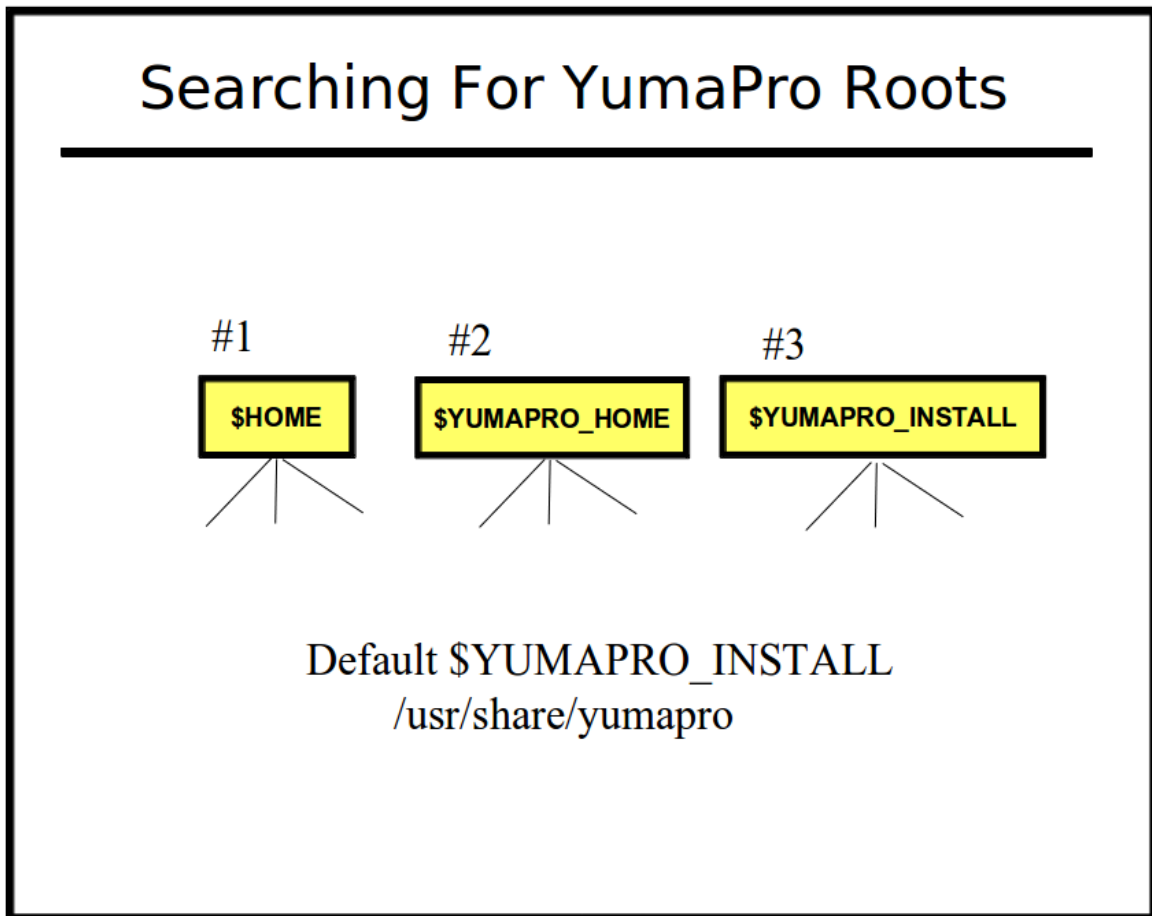 Searching For YumaPro Roots
#1
#2
#3
$HOME
$YUMAPRO_HOME
$YUMAPRO_INSTALL
Default $YUMAPRO_INSTALL
/usr/share/yumapro